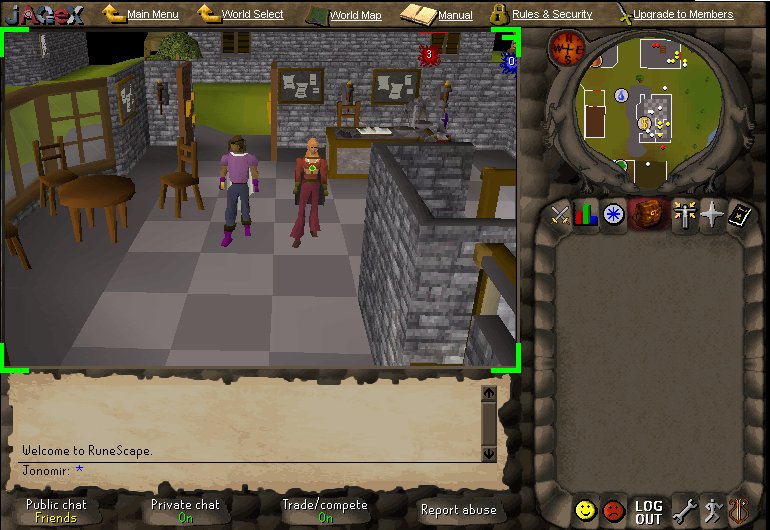 JAGEX Main Menu World Select World Map Manual Rules & Security Upgrade to Members
3
0
N
W E
S
Welcome to RuneScape.
Jonomir: *
Public chat Private chat Trade/compete Report abuse
Friends On On
LOG
OUT